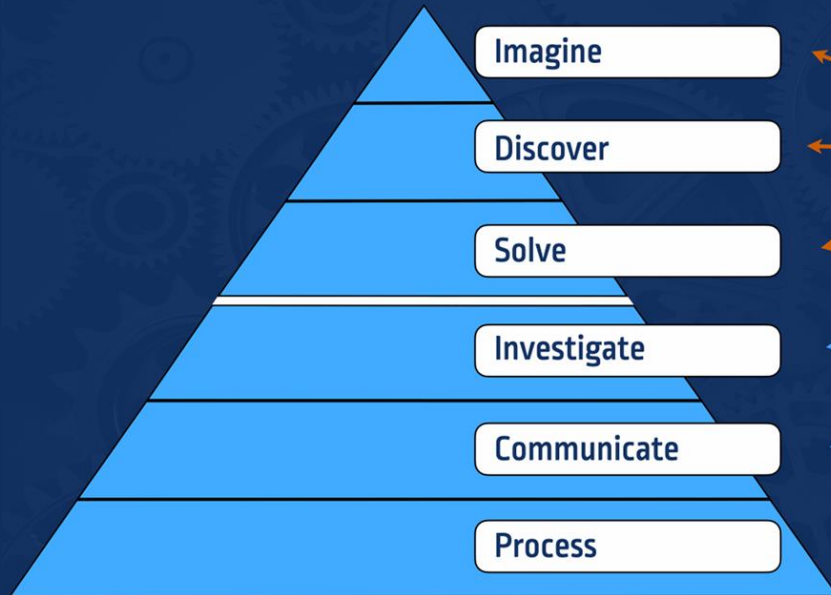 Imagine
Discover
Solve
Investigate
Communicate
Process